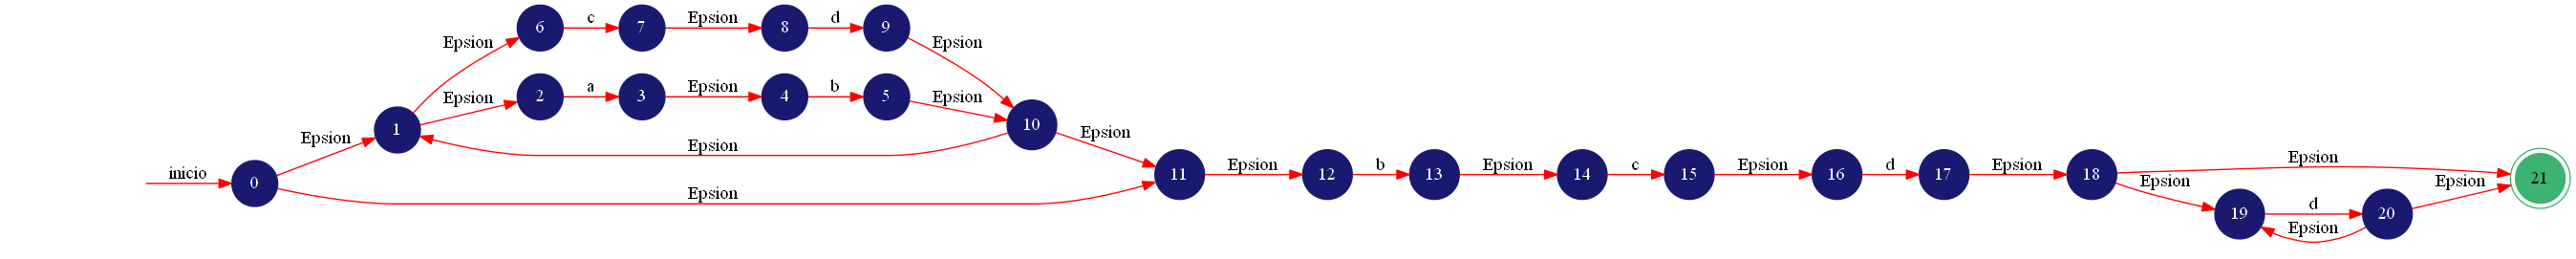 6 c 7 Epsion 8 d 9
Epsion Epsion
Epsion 2 a 3 Epsion 4 b 5 Epsion
1 10
Epsion Epsion Epsion
inicio 0 Epsion 11 Epsion 12 b 13 Epsion 14 c 15 Epsion 16 d 17 Epsion 18 Epsion 21
Epsion 19 d 20 Epsion
Epsion